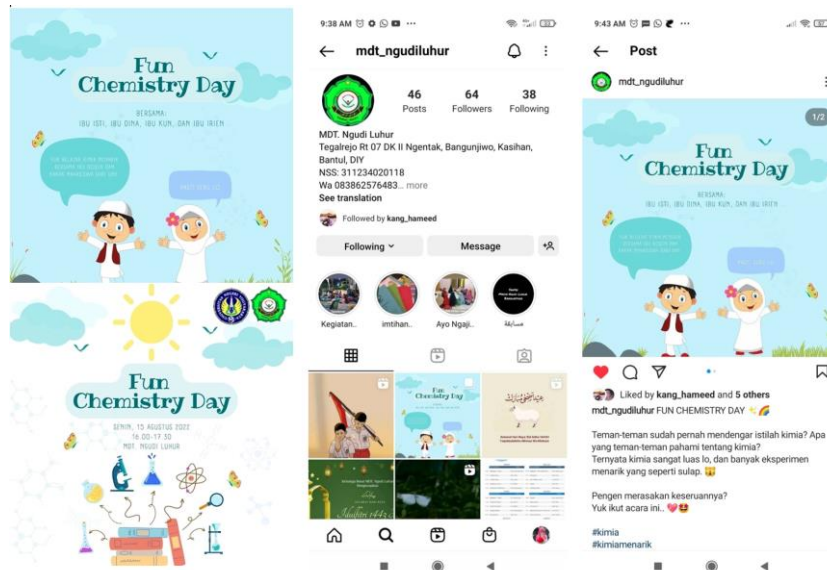 Fun
Chemistry Day
BERSAMA:
IBU ISTI, IBU DINA, IBU KUN, DAN IBU IRIEN
Fun
Chemistry Day
SENIN, 15 AGUSTUS 2022
16.00-17.30
MDT. NGUDI LUHUR
9:38 AM
mdt_ngudiluhur
46
64
38
Posts
Followers
Following
MDT. Ngudi Luhur
Tegalrejo Rt 07 DK II Ngentak, Bangunjiwo, Kasihan,
Bantul, DIY
NSS: 311234020118
Wa 083862576483... more
See translation
Followed by kang_hameed
Following
Message
Kegiatan..
imtihan..
Ayo Ngaji..
مسابقة
9:43 AM
Post
mdt_ngudiluhur
1/2
Fun
Chemistry Day
BERSAMA:
IBU ISTI, IBU DINA, IBU KUN, DAN IBU IRIEN
Liked by kang_hameed and 5 others
mdt_ngudiluhur FUN CHEMISTRY DAY ✨🌈
Teman-teman sudah pernah mendengar istilah kimia? Apa
yang teman-teman pahami tentang kimia?
Ternyata kimia sangat luas lo, dan banyak eksperimen
menarik yang seperti sulap. 🙀
Pengen merasakan keseruannya?
Yuk ikut acara ini.. 💖🤩
#kimia
#kimiamenarik